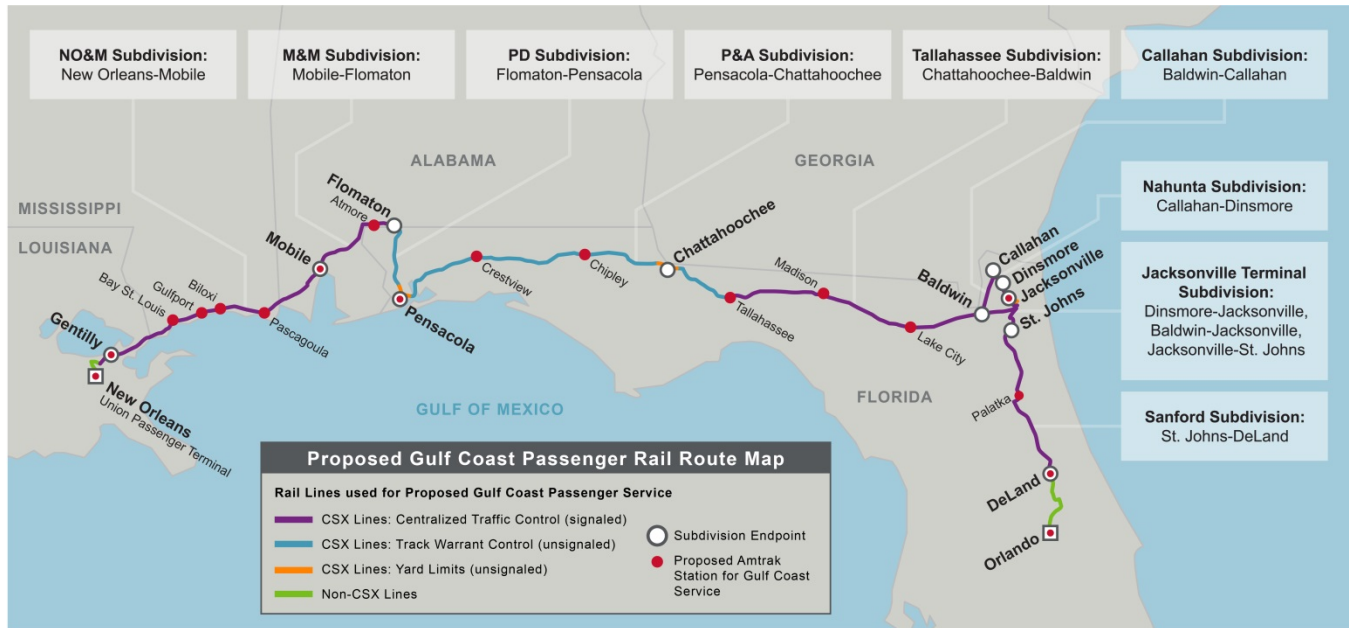 NO&M Subdivision:
New Orleans-Mobile
M&M Subdivision:
Mobile-Flomaton
PD Subdivision:
Flomaton-Pensacola
P&A Subdivision:
Pensacola-Chattahoochee
Tallahassee Subdivision:
Chattahoochee-Baldwin
Callahan Subdivision:
Baldwin-Callahan
Nahunta Subdivision:
Callahan-Dinsmore
Jacksonville Terminal
Subdivision:
Dinsmore-Jacksonville,
Baldwin-Jacksonville,
Jacksonville-St. Johns
Sanford Subdivision:
St. Johns-DeLand
MISSISSIPPI
LOUISIANA
ALABAMA
GEORGIA
FLORIDA
GULF OF MEXICO
New Orleans
Union Passenger Terminal
Gentilly
Bay St. Louis
Gulfport
Biloxi
Pascagoula
Mobile
Atmore
Flomaton
Pensacola
Crestview
Chipley
Chattahoochee
Tallahassee
Madison
Lake City
Baldwin
Callahan
Dinsmore
Jacksonville
St. Johns
Palatka
DeLand
Orlando
Proposed Gulf Coast Passenger Rail Route Map
Rail Lines used for Proposed Gulf Coast Passenger Service
CSX Lines: Centralized Traffic Control (signaled)
CSX Lines: Track Warrant Control (unsignaled)
CSX Lines: Yard Limits (unsignaled)
Non-CSX Lines
Subdivision Endpoint
Proposed Amtrak
Station for Gulf Coast
Service